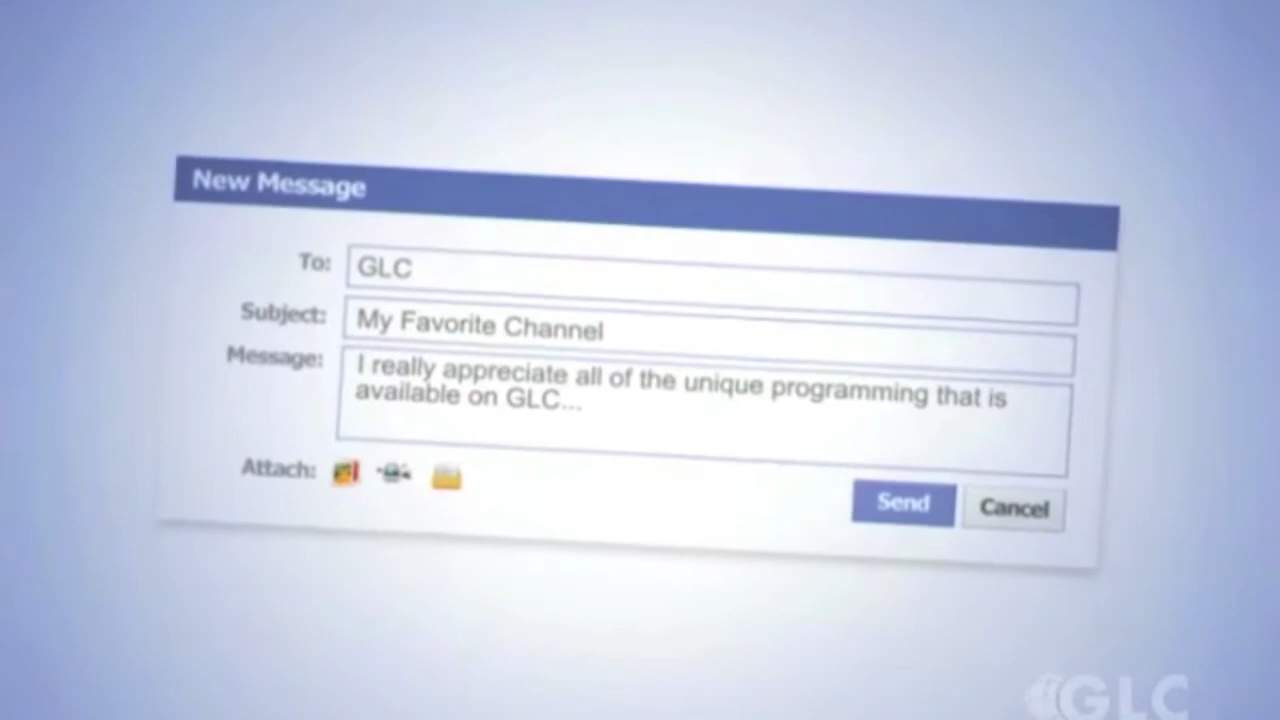 New Message
To: GLC
Subject: My Favorite Channel
Message: I really appreciate all of the unique programming that is
available on GLC...
Attach:
Send Cancel
GLC